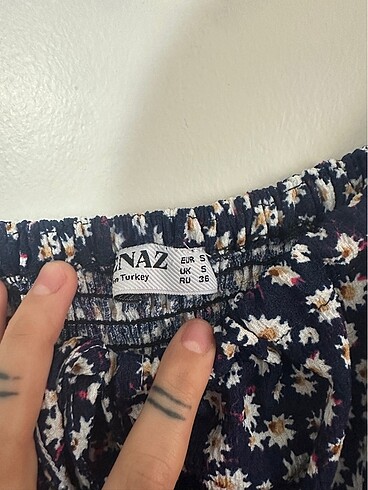 NAZ
Turkey
EUR S
UK S
RU 36